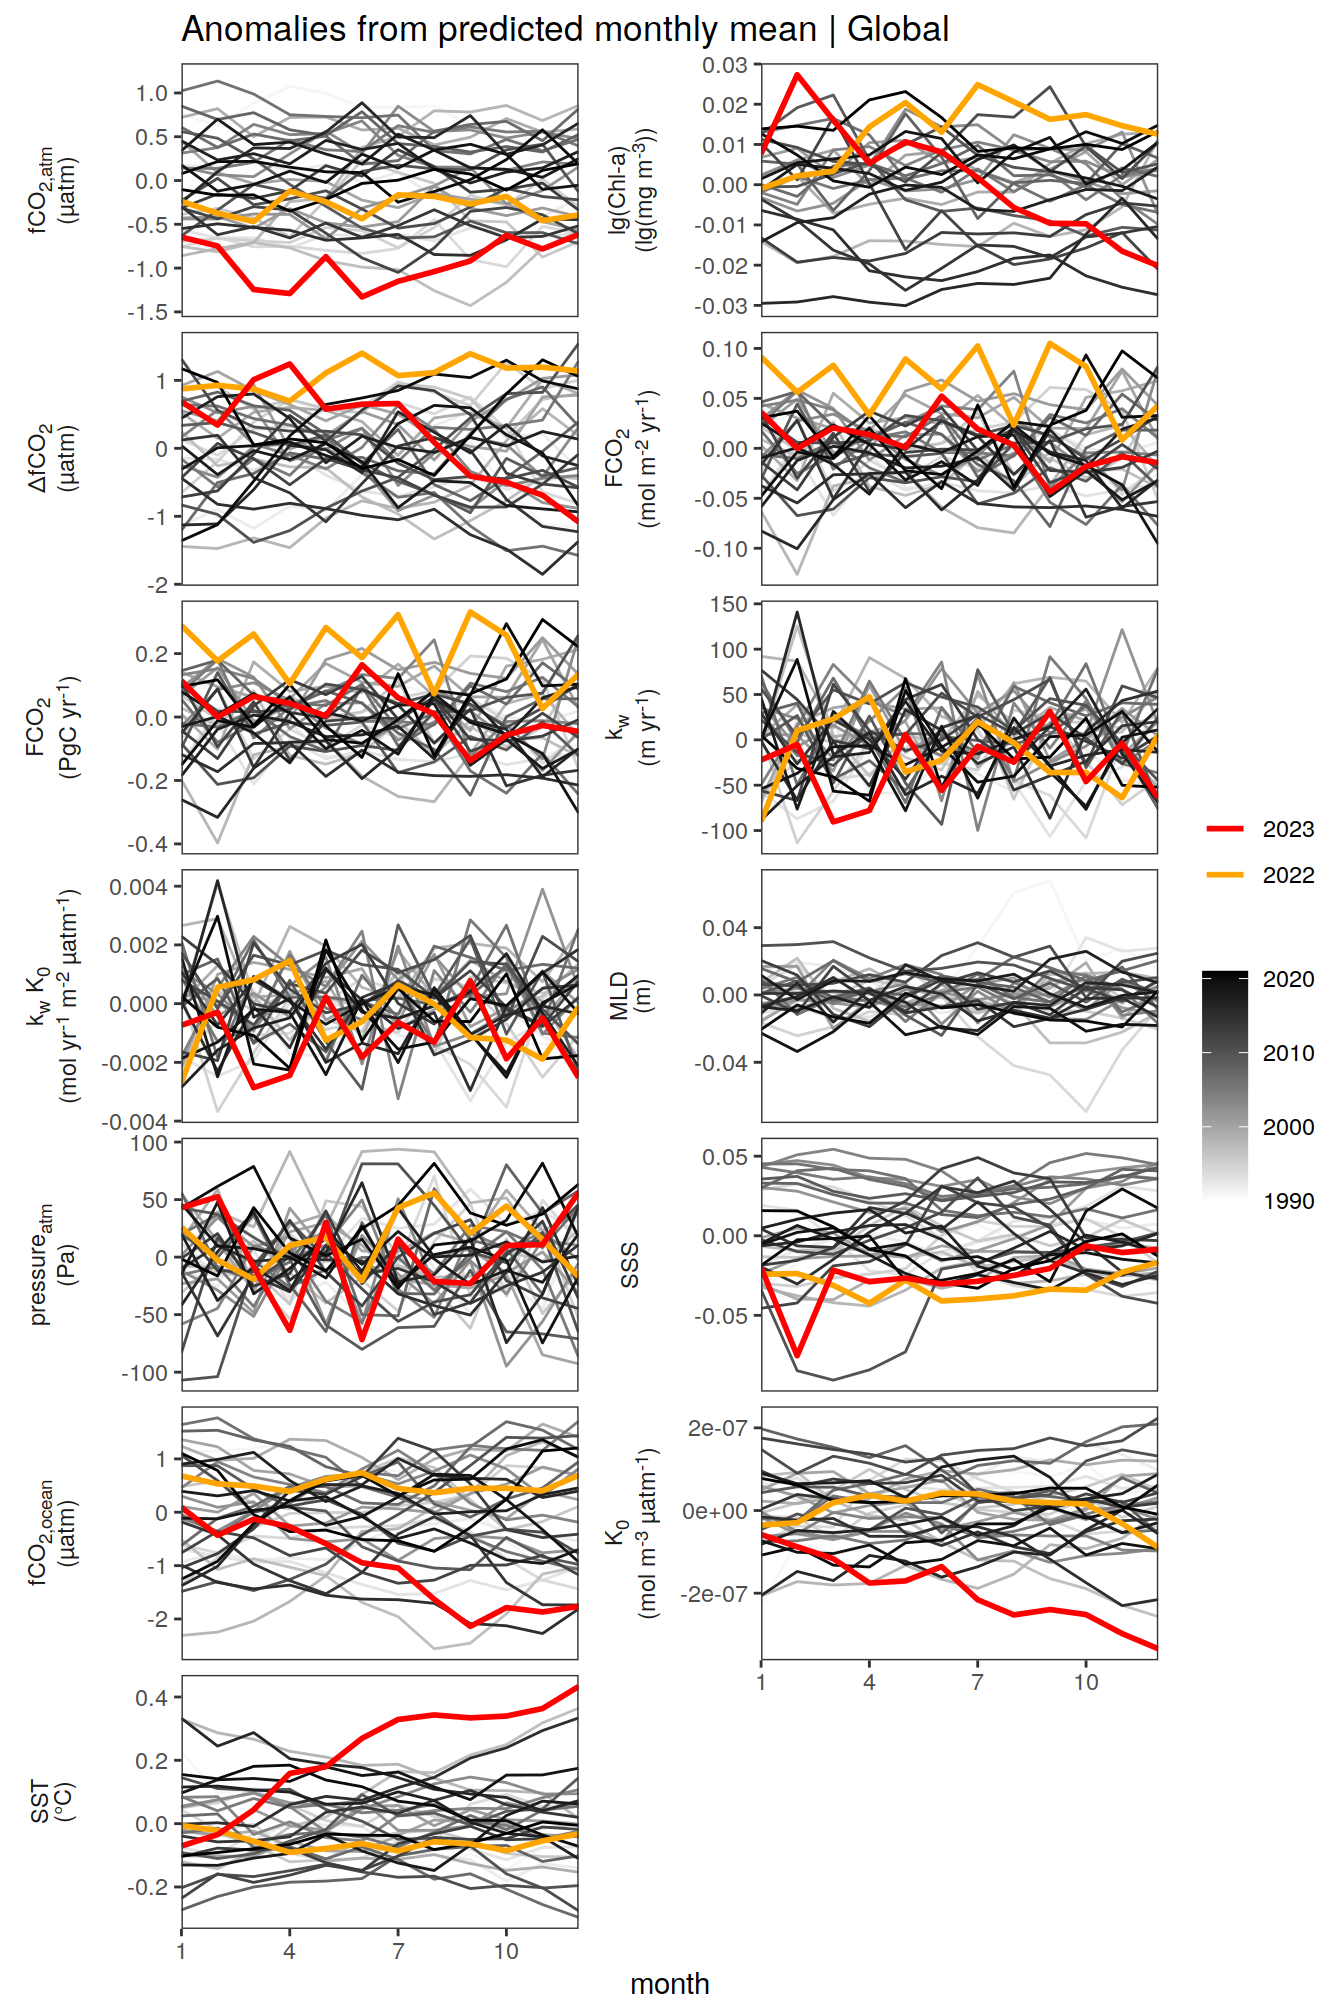 Anomalies from predicted monthly mean | Global
fCO2,atm
(µatm)
1.0
0.5
0.0
-0.5
-1.0
-1.5
lg(Chl-a)
(lg(mg m-3))
0.03
0.02
0.01
0.00
-0.01
-0.02
-0.03
ΔfCO2
(µatm)
1
0
-1
-2
FCO2
(mol m-2 yr-1)
0.10
0.05
0.00
-0.05
-0.10
FCO2
(PgC yr-1)
0.2
0.0
-0.2
-0.4
kw
(m yr-1)
150
100
50
0
-50
-100
kw K0
(mol yr-1 m-2 µatm-1)
0.004
0.002
0.000
-0.002
-0.004
MLD
(m)
0.04
0.00
-0.04
pressureatm
(Pa)
100
50
0
-50
-100
SSS
0.05
0.00
-0.05
fCO2,ocean
(µatm)
1
0
-1
-2
K0
(mol m-3 µatm-1)
2e-07
0e+00
-2e-07
1
4
7
10
SST
(°C)
0.4
0.2
0.0
-0.2
1
4
7
10
month
2023
2022
2020
2010
2000
1990